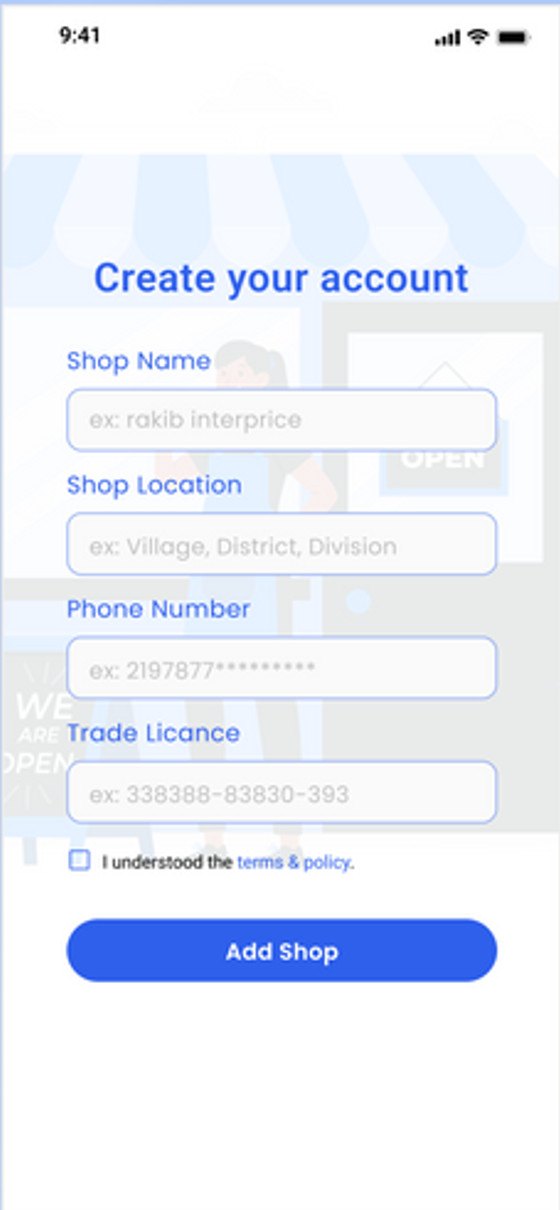 9:41
Create your account
Shop Name
ex: rakib interprice
OPEN
Shop Location
ex: Village, District, Division
Phone Number
ex: 2197877*********
WE
ARE
OPEN
Trade Licance
ex: 338388-83830-393
I understood the terms & policy.
Add Shop